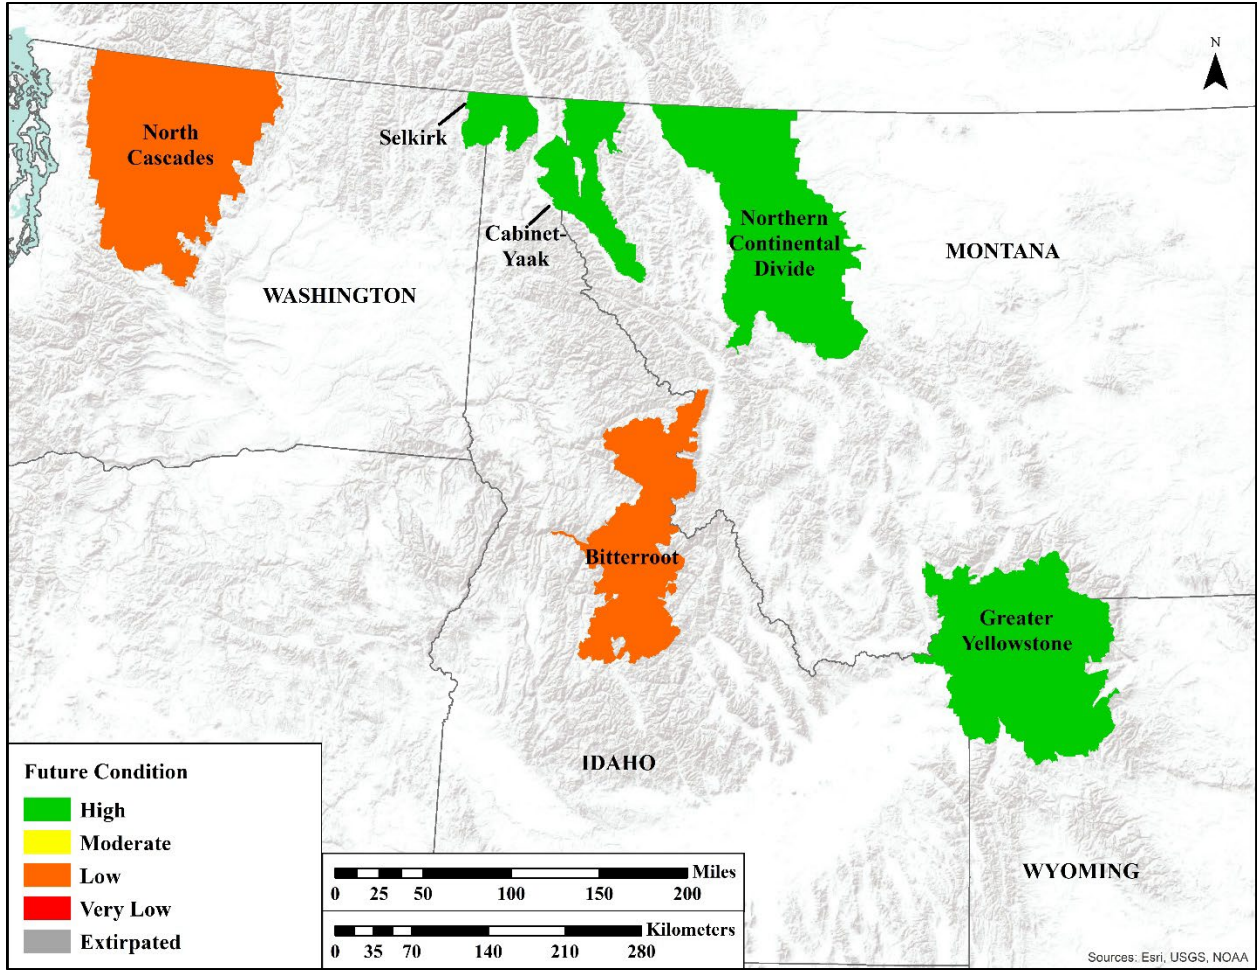 N
North
Cascades
Selkirk
Cabinet-
Yaak
Northern
Continental
Divide
MONTANA
WASHINGTON
Bitterroot
Greater
Yellowstone
IDAHO
WYOMING
Future Condition
High
Moderate
Low
Very Low
Extirpated
Miles
0 25 50 100 150 200
Kilometers
0 35 70 140 210 280
Sources: Esri, USGS, NOAA